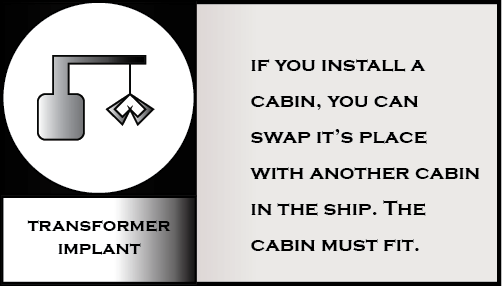 TRANSFORMER
IMPLANT
IF YOU INSTALL A
CABIN, YOU CAN
SWAP IT'S PLACE
WITH ANOTHER CABIN
IN THE SHIP. THE
CABIN MUST FIT.